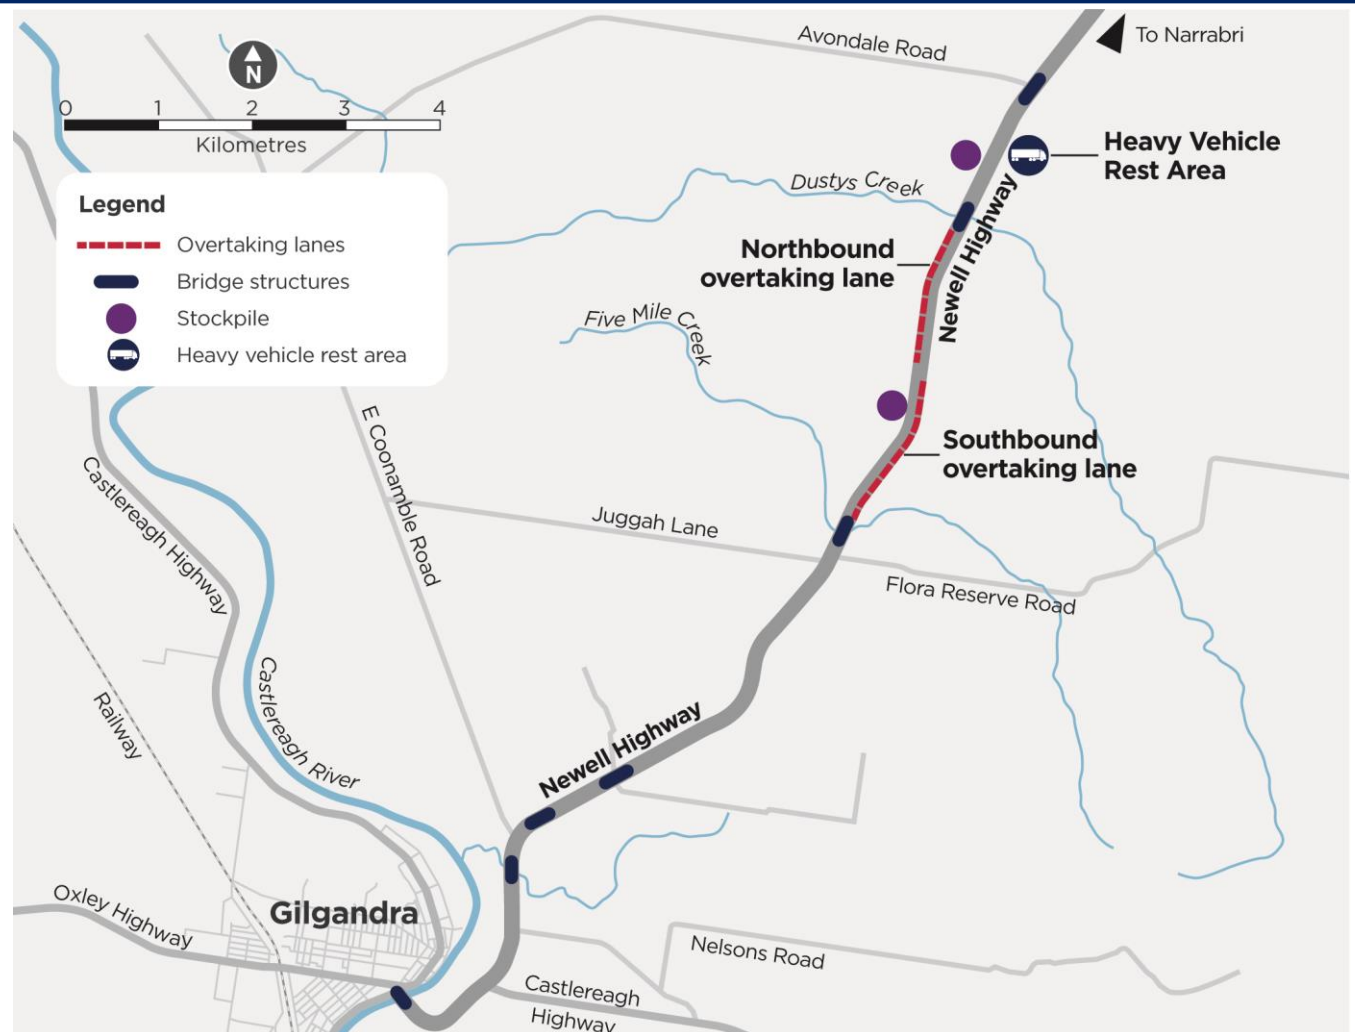 Avondale Road
To Narrabri
N
0 1 2 3 4
Kilometres
Heavy Vehicle
Rest Area
Legend
Overtaking lanes
Bridge structures
Stockpile
Heavy vehicle rest area
Dustys Creek
Newell Highway
Northbound
overtaking lane
Five Mile Creek
Southbound
overtaking lane
E Coonamble Road
Castlereagh Highway
Juggah Lane
Flora Reserve Road
Castlereagh River
Railway
Newell Highway
Oxley Highway
Gilgandra
Nelsons Road
Castlereagh
Highway